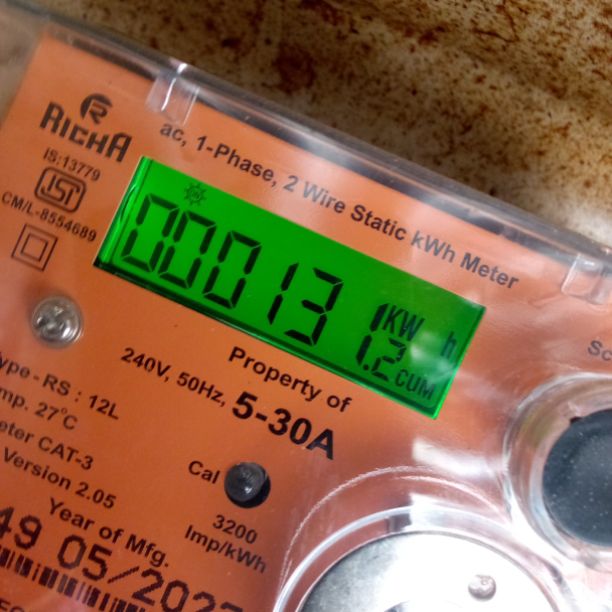 RICHA
IS:13779
CM/L-8554689
ac, 1-Phase, 2 Wire Static kWh Meter
00013 1.2 KW h
CUM
Property of
240V, 50Hz, 5-30A
ype - RS : 12L
mp. 27°C
eter CAT-3
Version 2.05
Cal
3200
Imp/kWh
Year of Mfg.
49 05/202